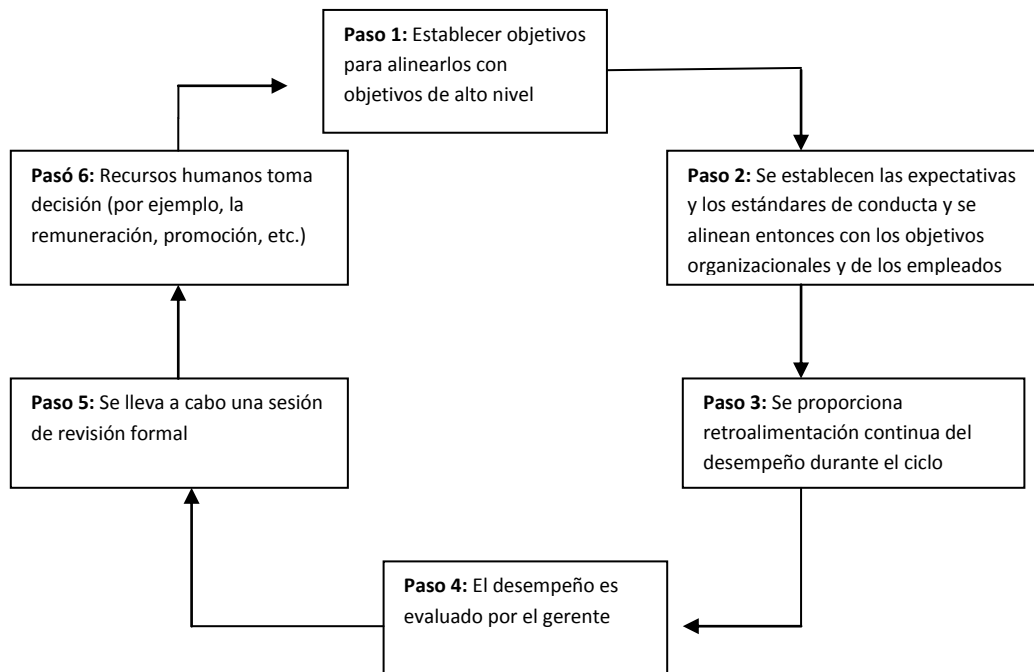 Paso 1: Establecer objetivos
para alinearlos con
objetivos de alto nivel
Paso 2: Se establecen las expectativas
y los estándares de conducta y se
alinean entonces con los objetivos
organizacionales y de los empleados
Paso 3: Se proporciona
retroalimentación continua del
desempeño durante el ciclo
Paso 4: El desempeño es
evaluado por el gerente
Paso 5: Se lleva a cabo una sesión
de revisión formal
Pasó 6: Recursos humanos toma
decisión (por ejemplo, la
remuneración, promoción, etc.)